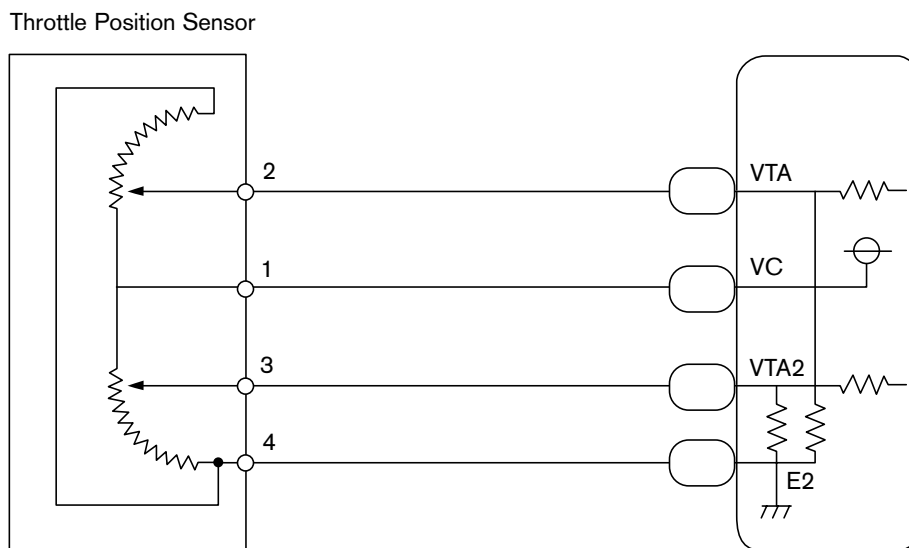 Throttle Position Sensor
2
VTA
1
VC
3
VTA2
4
E2